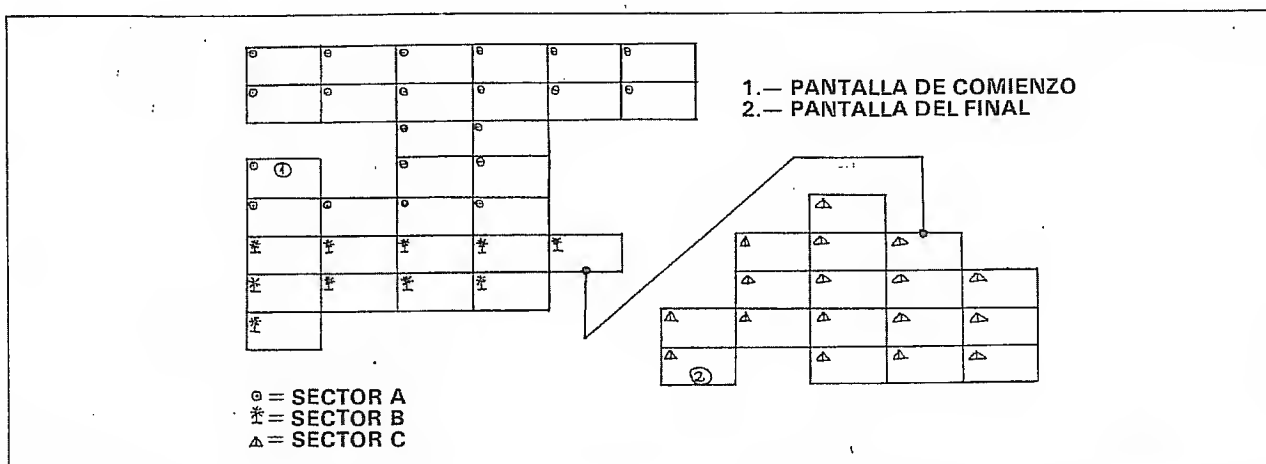 1.— PANTALLA DE COMIENZO
2.— PANTALLA DEL FINAL
1
2
= SECTOR A
= SECTOR B
= SECTOR C